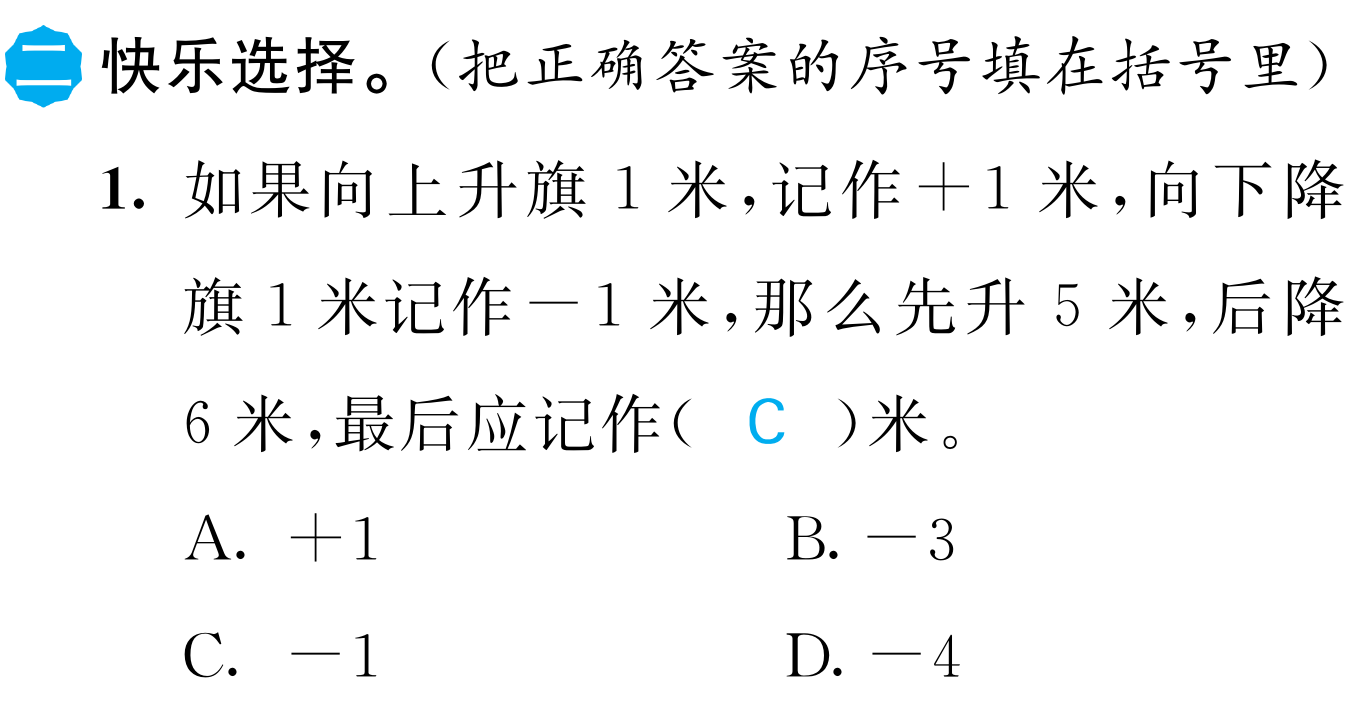 二 快乐选择。(把正确答案的序号填在括号里)
1. 如果向上升旗 1 米,记作+1 米,向下降
旗 1 米记作-1 米,那么先升 5 米,后降
6 米,最后应记作( C )米。
A. +1 B. -3
C. -1 D. -4